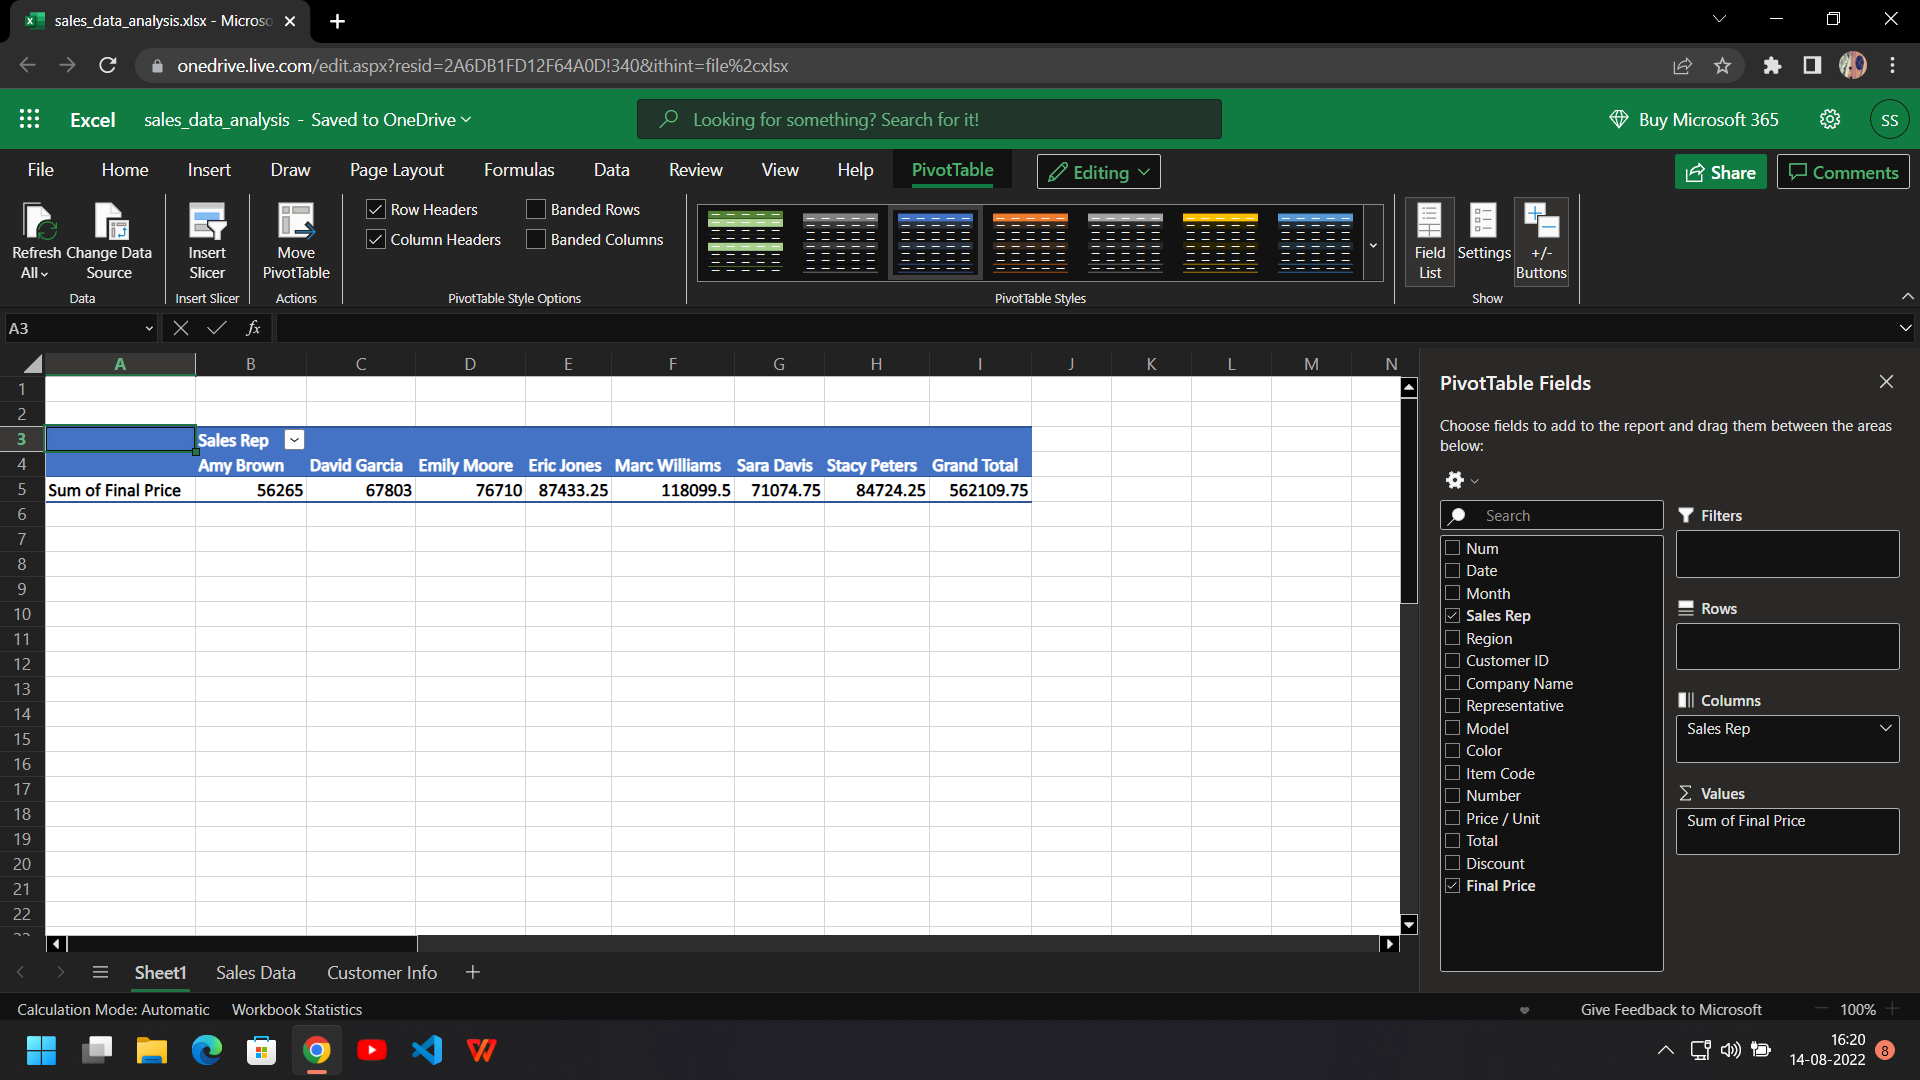 sales_data_analysis.xlsx - Microso
onedrive.live.com/edit.aspx?resid=2A6DB1FD12F64A0D!340&ithint=file%2cxlsx
Excel sales_data_analysis - Saved to OneDrive Looking for something? Search for it! Buy Microsoft 365 SS
File Home Insert Draw Page Layout Formulas Data Review View Help PivotTable Editing Share Comments
Refresh All Change Data Source Insert Slicer Move PivotTable
Row Headers Banded Rows
Column Headers Banded Columns
Field List Settings +/- Buttons
Data Insert Slicer Actions PivotTable Style Options PivotTable Styles Show
A3 fx
A B C D E F G H I J K L M N
1
2
3 Sales Rep
4 Amy Brown David Garcia Emily Moore Eric Jones Marc Williams Sara Davis Stacy Peters Grand Total
5 Sum of Final Price 56265 67803 76710 87433.25 118099.5 71074.75 84724.25 562109.75
6
7
8
9
10
11
12
13
14
15
16
17
18
19
20
21
22
PivotTable Fields
Choose fields to add to the report and drag them between the areas
below:
Search
Num
Date
Month
Sales Rep
Region
Customer ID
Company Name
Representative
Model
Color
Item Code
Number
Price / Unit
Total
Discount
Final Price
Filters
Rows
Columns
Sales Rep
Values
Sum of Final Price
Sheet1 Sales Data Customer Info
Calculation Mode: Automatic Workbook Statistics Give Feedback to Microsoft 100%
16:20
14-08-2022 8